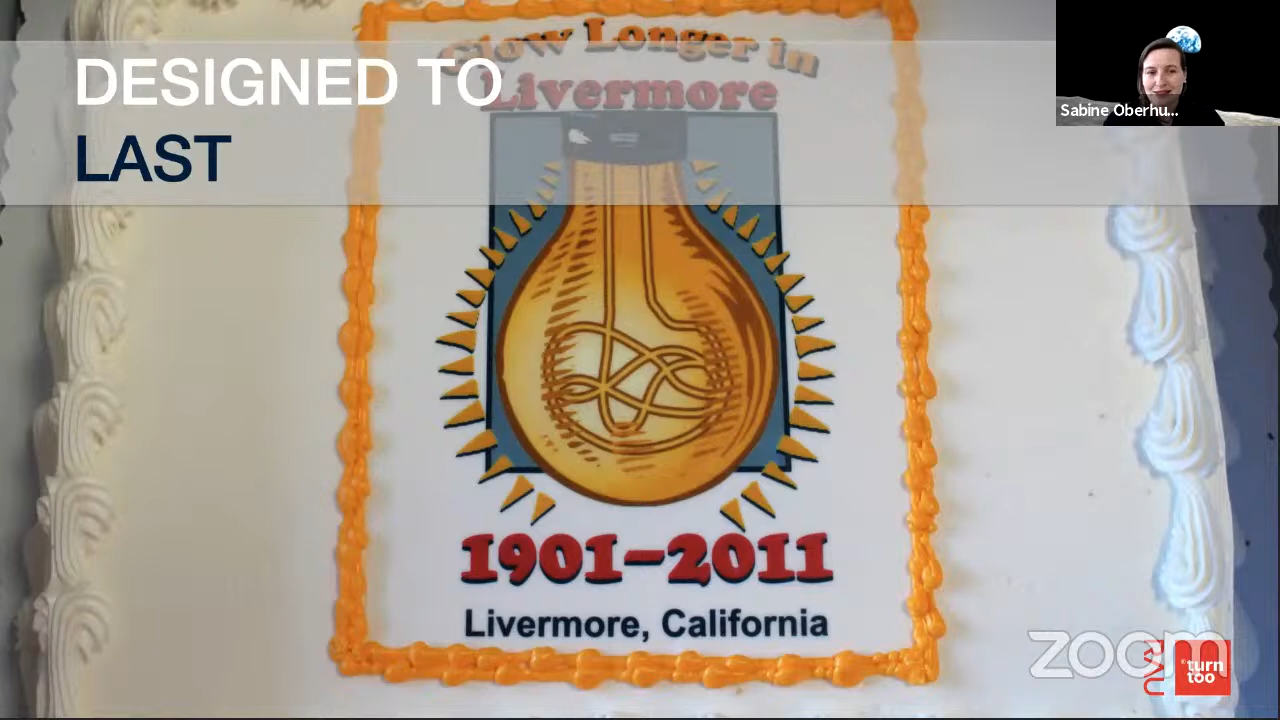 Glow Longer in
DESIGNED TO
Livermore
LAST
Sabine Oberhu...
1901–2011
Livermore, California
zoom
turn
too